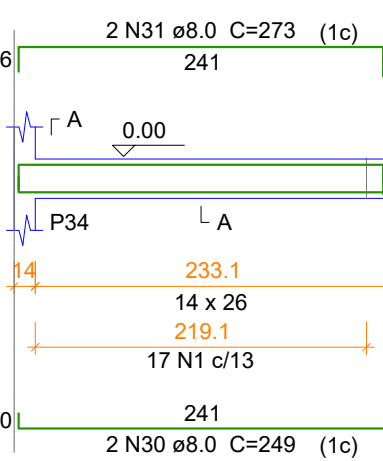 2 N31 ø8.0 C=273 (1c)
6
241
A
0.00
P34
A
14
233.1
14 x 26
219.1
17 N1 c/13
0
241
2 N30 ø8.0 C=249 (1c)